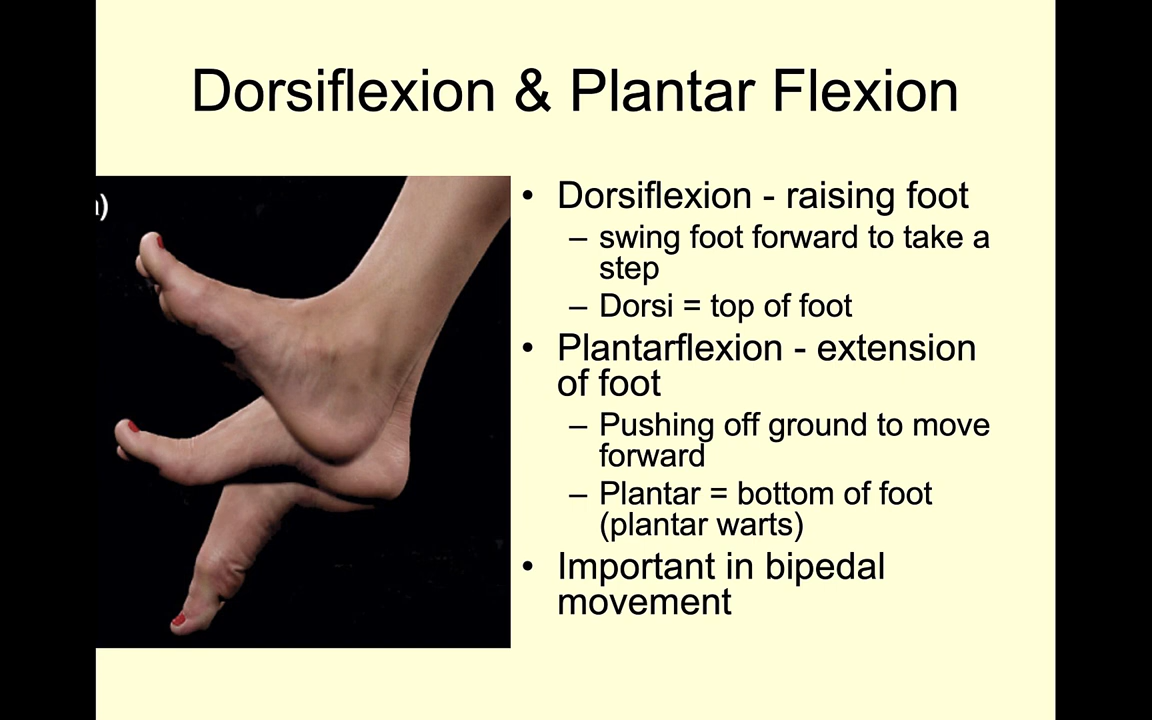 Dorsiflexion & Plantar Flexion
)
• Dorsiflexion - raising foot
– swing foot forward to take a
step
– Dorsi = top of foot
• Plantarflexion - extension
of foot
– Pushing off ground to move
forward
– Plantar = bottom of foot
(plantar warts)
• Important in bipedal
movement